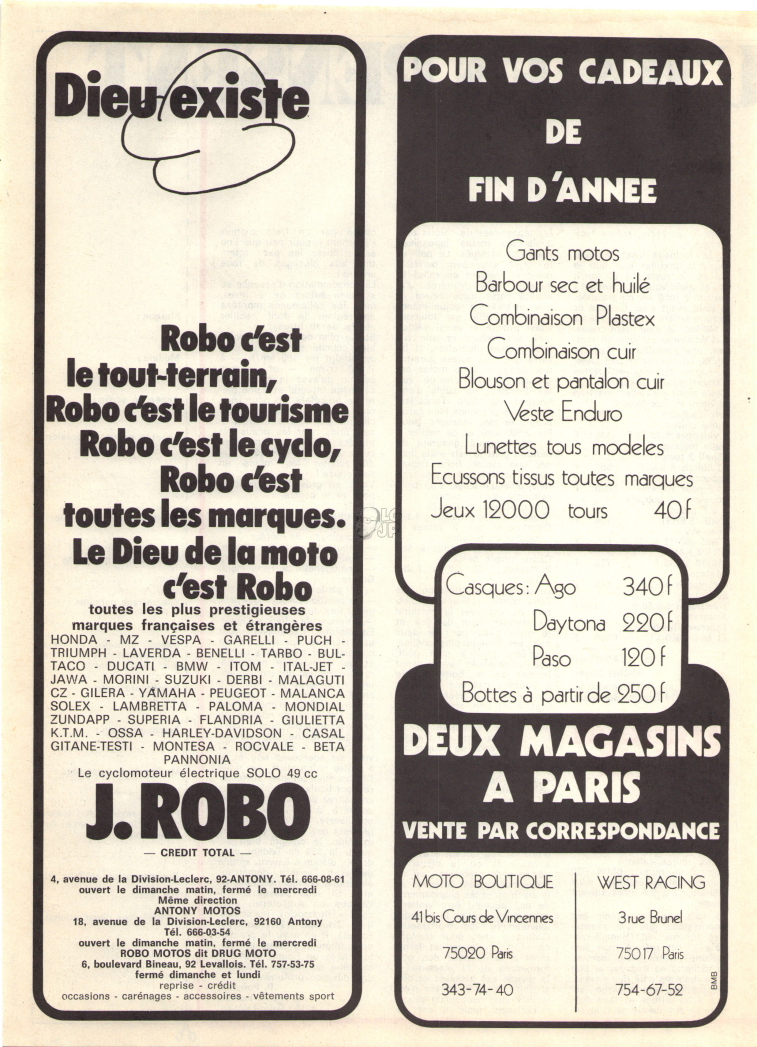 Dieu existe
Robo c'est
le tout-terrain,
Robo c'est le tourisme
Robo c'est le cyclo,
Robo c'est
toutes les marques.
Le Dieu de la moto
c'est Robo
toutes les plus prestigieuses
marques françaises et étrangères
HONDA - MZ - VESPA - GARELLI - PUCH -
TRIUMPH - LAVERDA - BENELLI - TARBO - BUL-
TACO - DUCATI - BMW - ITOM - ITAL-JET -
JAWA - MORINI - SUZUKI - DERBI - MALAGUTI
CZ - GILERA - YAMAHA - PEUGEOT - MALANCA
SOLEX - LAMBRETTA - PALOMA - MONDIAL
ZUNDAPP - SUPERIA - FLANDRIA - GIULIETTA
K.T.M. - OSSA - HARLEY-DAVIDSON - CASAL
GITANE-TESTI - MONTESA - ROCVALE - BETA
PANNONIA
Le cyclomoteur électrique SOLO 49 cc
J. ROBO
— CREDIT TOTAL —
4, avenue de la Division-Leclerc, 92-ANTONY. Tél. 666-08-61
ouvert le dimanche matin, fermé le mercredi
Même direction
ANTONY MOTOS
18, avenue de la Division-Leclerc, 92160 Antony
Tél. 666-03-54
ouvert le dimanche matin, fermé le mercredi
ROBO MOTOS dit DRUG MOTO
6, boulevard Bineau, 92 Levallois. Tél. 757-53-75
fermé dimanche et lundi
reprise - crédit
occasions - carénages - accessoires - vêtements sport
POUR VOS CADEAUX
DE
FIN D'ANNEE
Gants motos
Barbour sec et huilé
Combinaison Plastex
Combinaison cuir
Blouson et pantalon cuir
Veste Enduro
Lunettes tous modeles
Ecussons tissus toutes marques
Jeux 12000 tours 40f
Casques: Ago 340f
Daytona 220f
Paso 120f
Bottes à partir de 250f
DEUX MAGASINS
A PARIS
VENTE PAR CORRESPONDANCE
MOTO BOUTIQUE
41 bis Cours de Vincennes
75020 Paris
343-74-40
WEST RACING
3 rue Brunel
75017 Paris
754-67-52
BMB